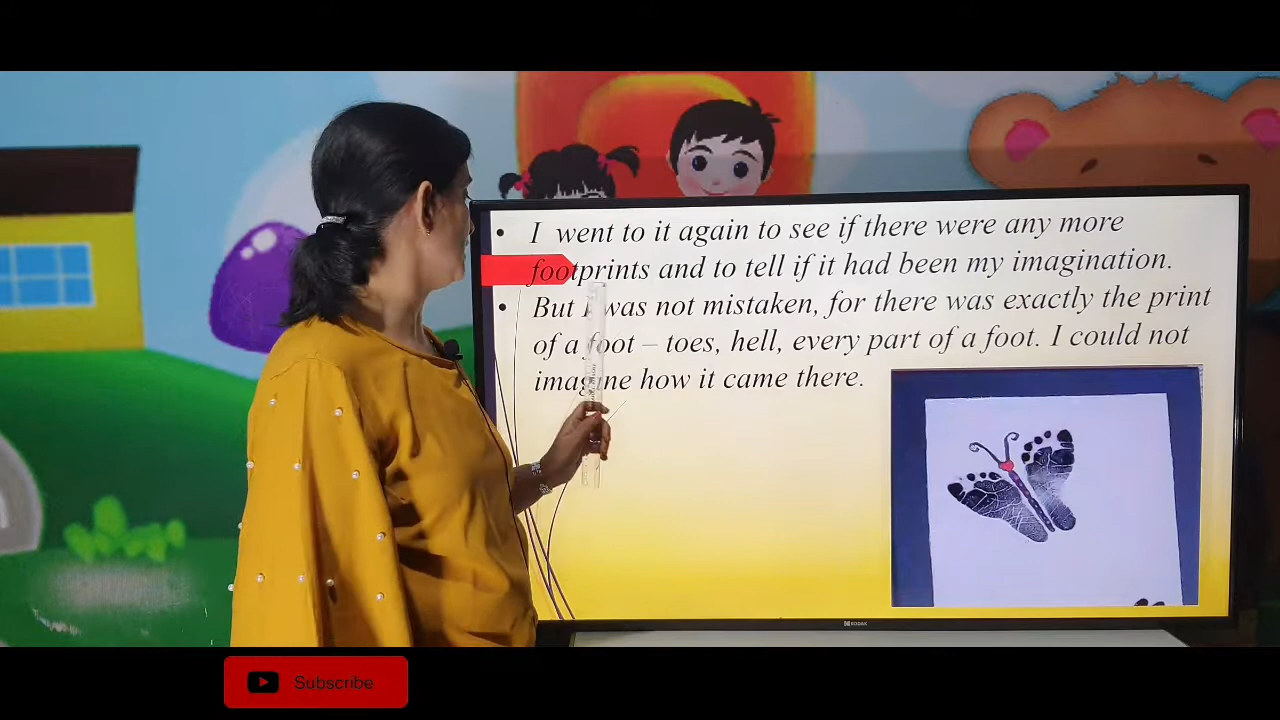 I went to it again to see if there were any more
footprints and to tell if it had been my imagination.
But I was not mistaken, for there was exactly the print
of a foot – toes, hell, every part of a foot. I could not
imagine how it came there.
KODAK
Subscribe